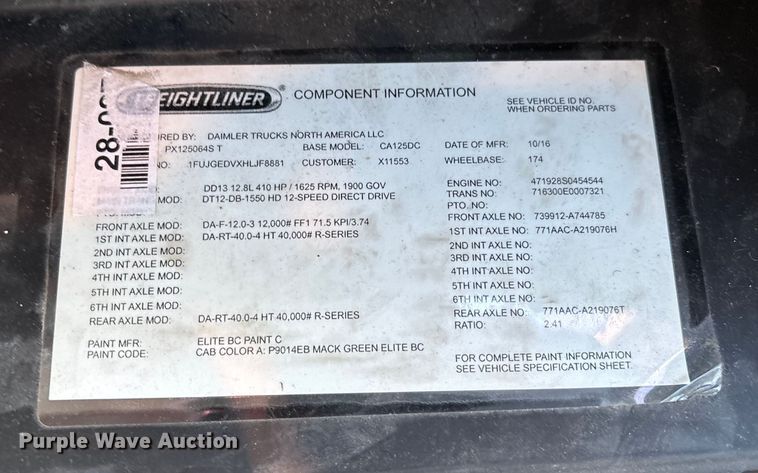 28-
FREIGHTLINER COMPONENT INFORMATION
SEE VEHICLE ID NO.
WHEN ORDERING PARTS
URED BY: DAIMLER TRUCKS NORTH AMERICA LLC
PX125064S T BASE MODEL: CA125DC DATE OF MFR: 10/16
1FUJGEDVXHLJF8881 CUSTOMER: X11553 WHEELBASE: 174
DD13 12.8L 410 HP / 1625 RPM, 1900 GOV ENGINE NO: 471928S0454544
DT12-DB-1550 HD 12-SPEED DIRECT DRIVE TRANS NO: 716300E0007321
PTO. NO:
FRONT AXLE MOD: DA-F-12.0-3 12,000# FF1 71.5 KPI/3.74 FRONT AXLE NO: 739912-A744785
1ST INT AXLE MOD: DA-RT-40.0-4 HT 40,000# R-SERIES 1ST INT AXLE NO: 771AAC-A219076H
2ND INT AXLE MOD: 2ND INT AXLE NO:
3RD INT AXLE MOD: 3RD INT AXLE NO:
4TH INT AXLE MOD: 4TH INT AXLE NO:
5TH INT AXLE MOD: 5TH INT AXLE NO:
6TH INT AXLE MOD: 6TH INT AXLE NO:
REAR AXLE MOD: DA-RT-40.0-4 HT 40,000# R-SERIES REAR AXLE NO: 771AAC-A219076T
RATIO: 2.41
PAINT MFR: ELITE BC PAINT C
PAINT CODE: CAB COLOR A: P9014EB MACK GREEN ELITE BC
FOR COMPLETE PAINT INFORMATION
SEE VEHICLE SPECIFICATION SHEET.
Purple Wave Auction